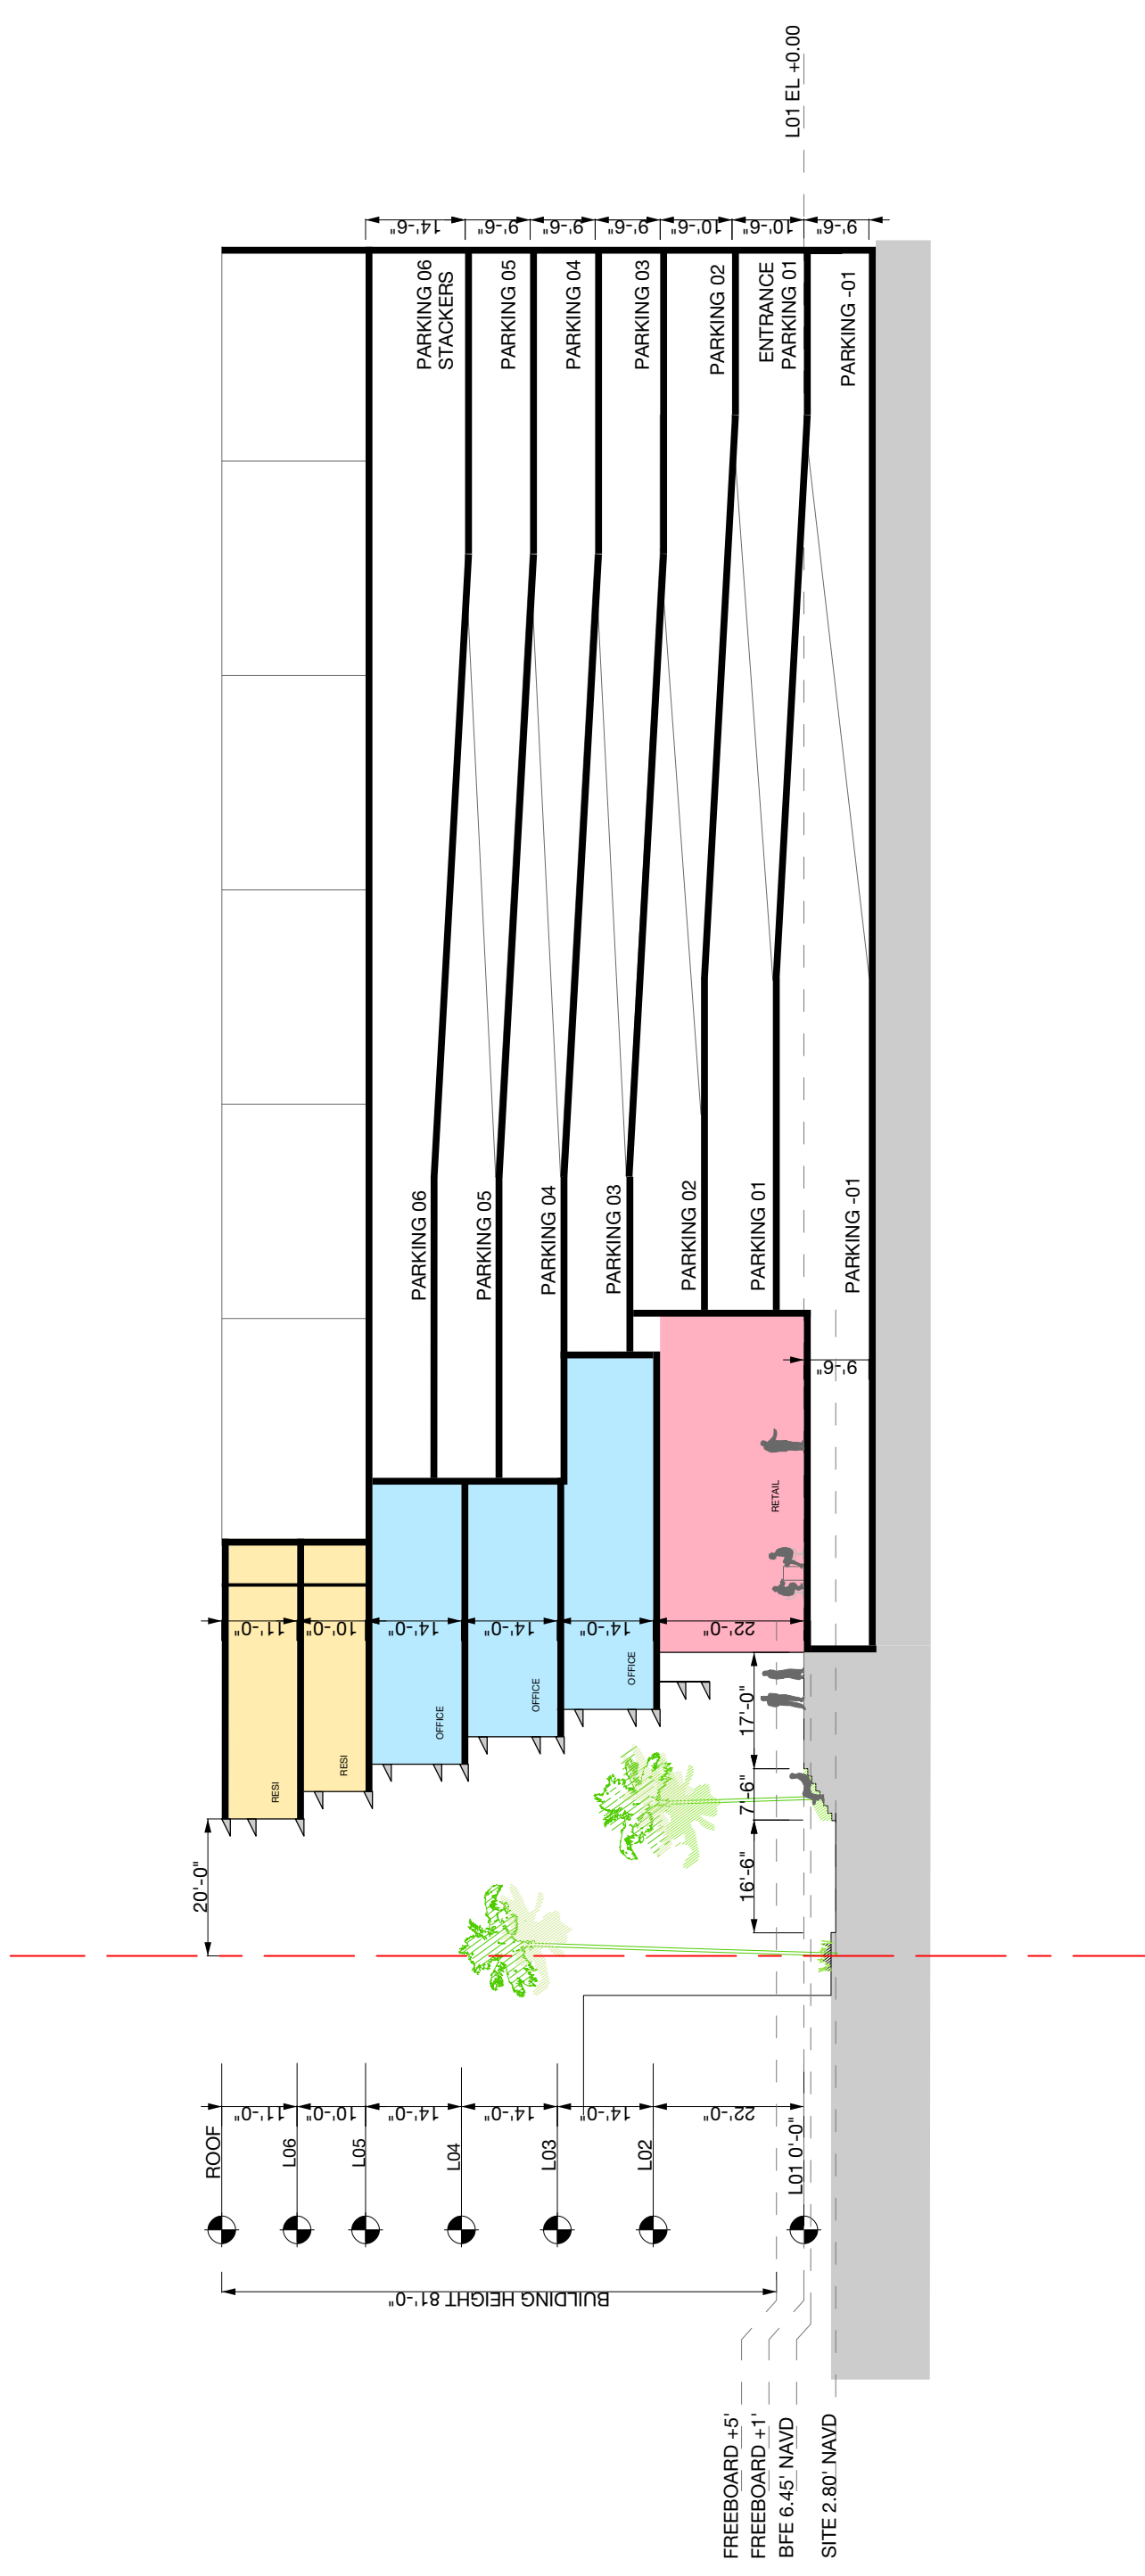 L01 EL +0.00
14'-6"
9'-6"
9'-6"
9'-6"
10'-6"
10'-6"
9'-6"
PARKING 06
STACKERS
PARKING 05
PARKING 04
PARKING 03
PARKING 02
ENTRANCE
PARKING 01
PARKING -01
PARKING 06
PARKING 05
PARKING 04
PARKING 03
PARKING 02
PARKING 01
PARKING -01
9'-6"
RETAIL
11'-0"
10'-0"
14'-0"
14'-0"
14'-0"
22'-0"
OFFICE
OFFICE
OFFICE
RESI
RESI
17'-0"
7'-6"
16'-6"
20'-0"
11'-0"
10'-0"
14'-0"
14'-0"
14'-0"
22'-0"
ROOF
L06
L05
L04
L03
L02
L01 0'-0"
BUILDING HEIGHT 81'-0"
FREEBOARD +5'
FREEBOARD +1'
BFE 6.45' NAVD
SITE 2.80' NAVD